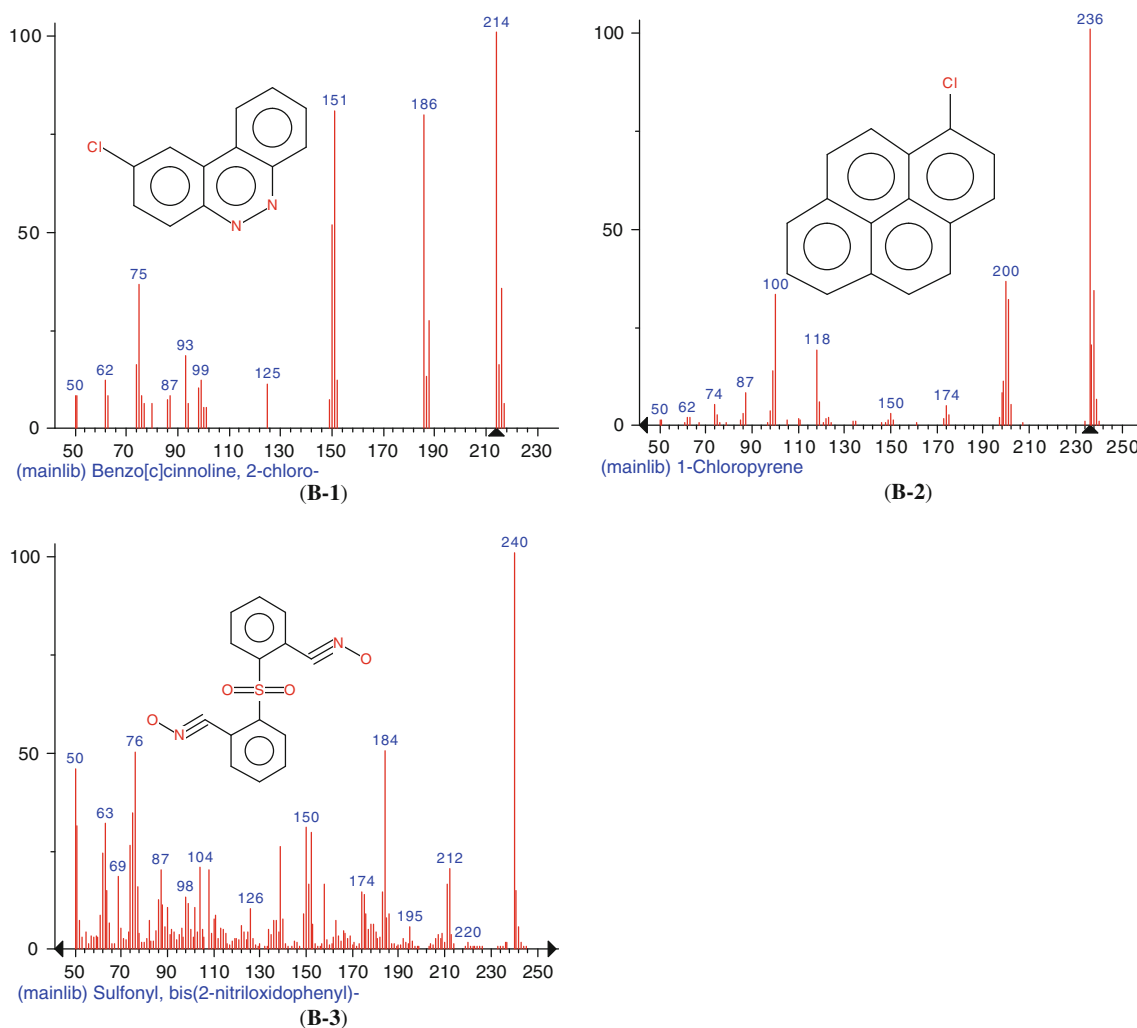 100
50
0
214
151
186
75
93
50
62
87
99
125
Cl
N
N
50 70 90 110 130 150 170 190 210 230
(mainlib) Benzo[c]cinnoline, 2-chloro-
(B-1)
100
50
0
236
200
100
118
87
74
50
62
150
174
Cl
50 70 90 110 130 150 170 190 210 230 250
(mainlib) 1-Chloropyrene
(B-2)
100
50
0
240
184
76
50
63
150
69
87
98
104
126
174
212
195
220
N
O
O S O
O
N
50 70 90 110 130 150 170 190 210 230 250
(mainlib) Sulfonyl, bis(2-nitriloxidophenyl)-
(B-3)